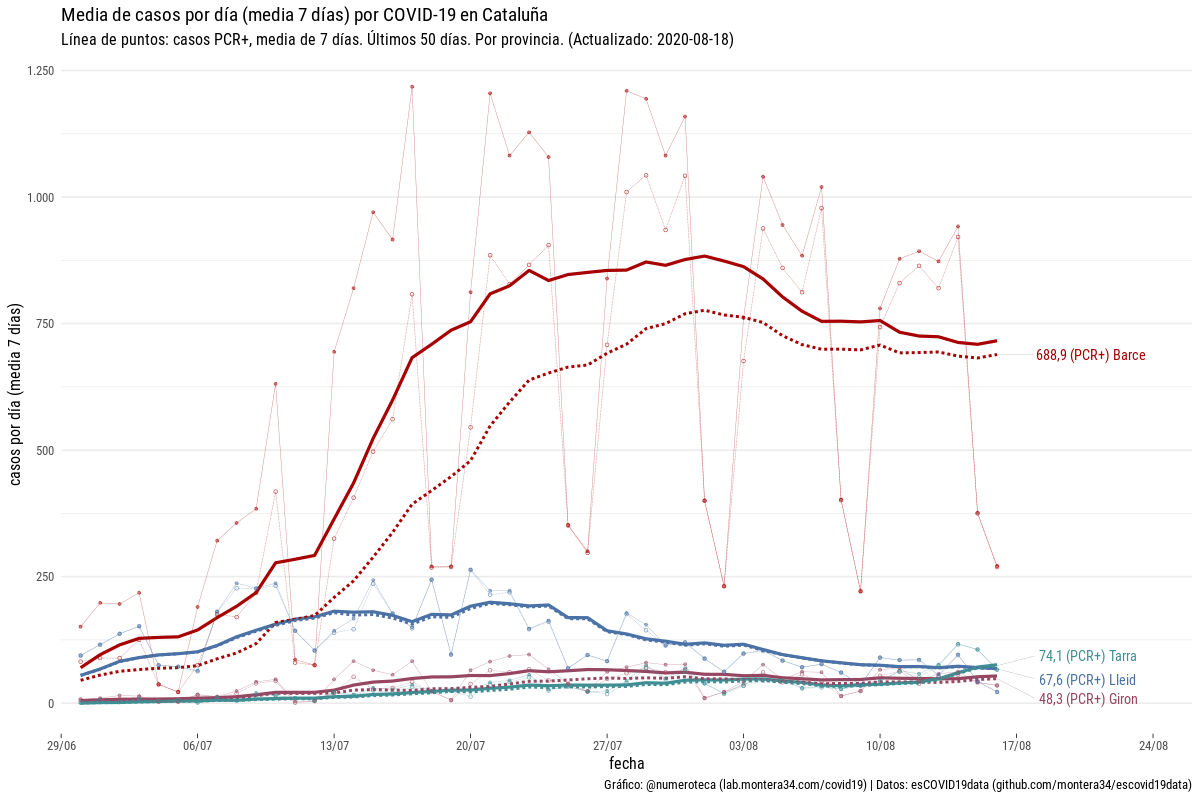 Media de casos por día (media 7 días) por COVID-19 en Cataluña
Línea de puntos: casos PCR+, media de 7 días. Últimos 50 días. Por provincia. (Actualizado: 2020-08-18)
casos por día (media 7 días)
1.250
1.000
750
500
250
0
688,9 (PCR+) Barce
74,1 (PCR+) Tarra
67,6 (PCR+) Lleid
48,3 (PCR+) Giron
29/06
06/07
13/07
20/07
27/07
03/08
10/08
17/08
24/08
fecha
Gráfico: @numeroteca (lab.montera34.com/covid19) | Datos: esCOVID19data (github.com/montera34/escovid19data)